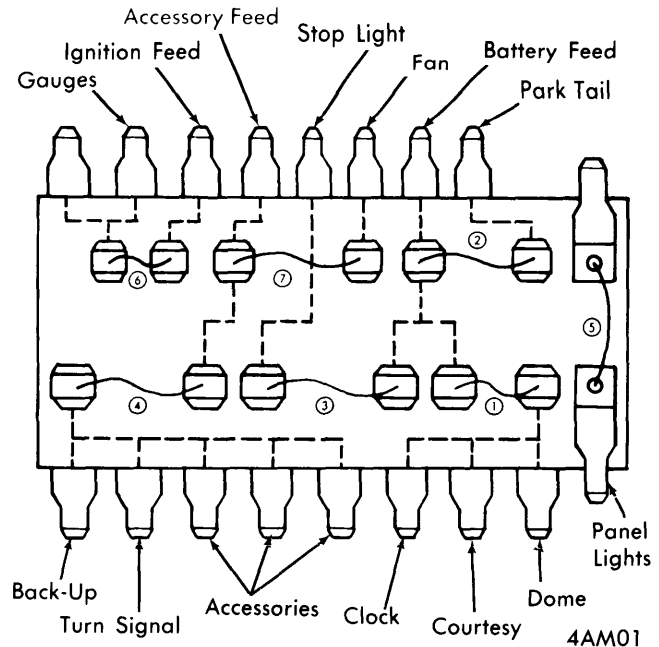 Accessory Feed
Stop Light
Ignition Feed
Battery Feed
Fan
Gauges
Park Tail
②
⑥
⑦
⑤
④
③
①
Panel
Lights
Back-Up
Dome
Accessories
Clock
Turn Signal
Courtesy
4AM01